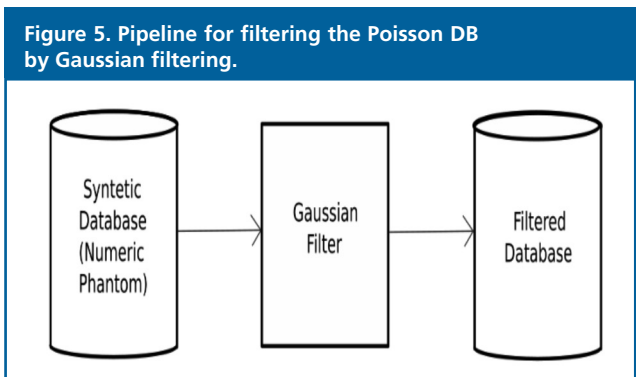 Figure 5. Pipeline for filtering the Poisson DB
by Gaussian filtering.
Syntetic
Database
(Numeric
Phantom)
Gaussian
Filter
Filtered
Database